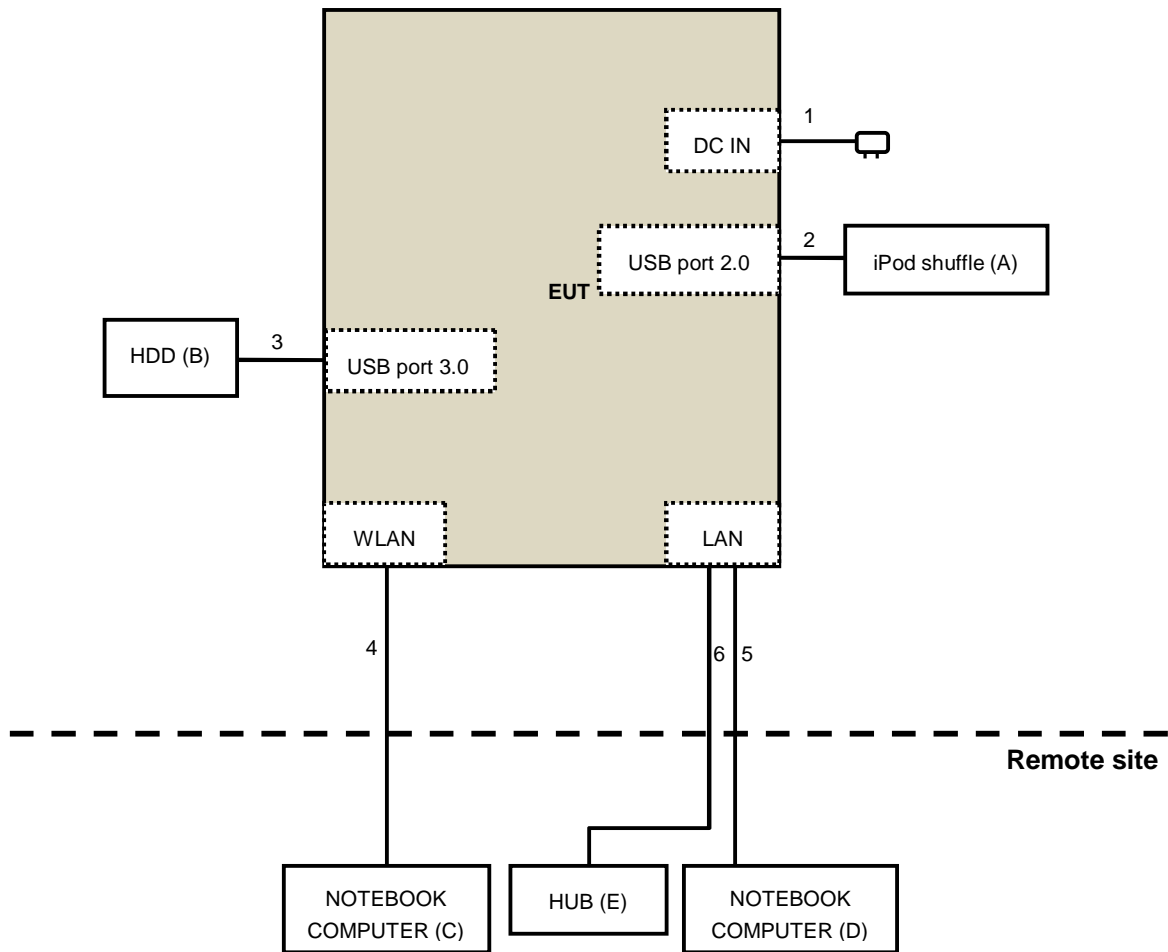 1
DC IN
2
USB port 2.0
iPod shuffle (A)
EUT
3
HDD (B)
USB port 3.0
WLAN
LAN
4
6
5
Remote site
NOTEBOOK
COMPUTER (C)
HUB (E)
NOTEBOOK
COMPUTER (D)